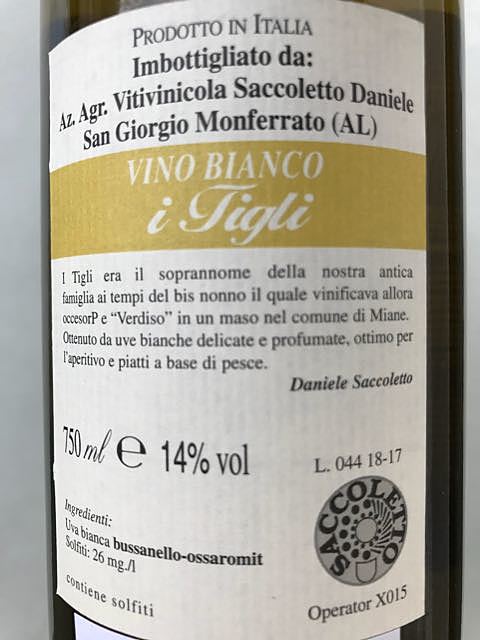 PRODOTTO IN ITALIA
Imbottigliato da:
Az. Agr. Vitivinicola Saccoletto Daniele
San Giorgio Monferrato (AL)
VINO BIANCO
i Tigli
I Tigli era il soprannome della nostra antica
famiglia ai tempi del bis nonno il quale vinificava allora
occesorP e “Verdiso” in un maso nel comune di Miane.
Ottenuto da uve bianche delicate e profumate, ottimo per
l'aperitivo e piatti a base di pesce.
Daniele Saccoletto
750 ml e 14% vol
L. 044 18-17
SACCOLETTO
Ingredienti:
Uva bianca bussanello-ossaromit
Solfiti: 26 mg./l
contiene solfiti
Operator X015